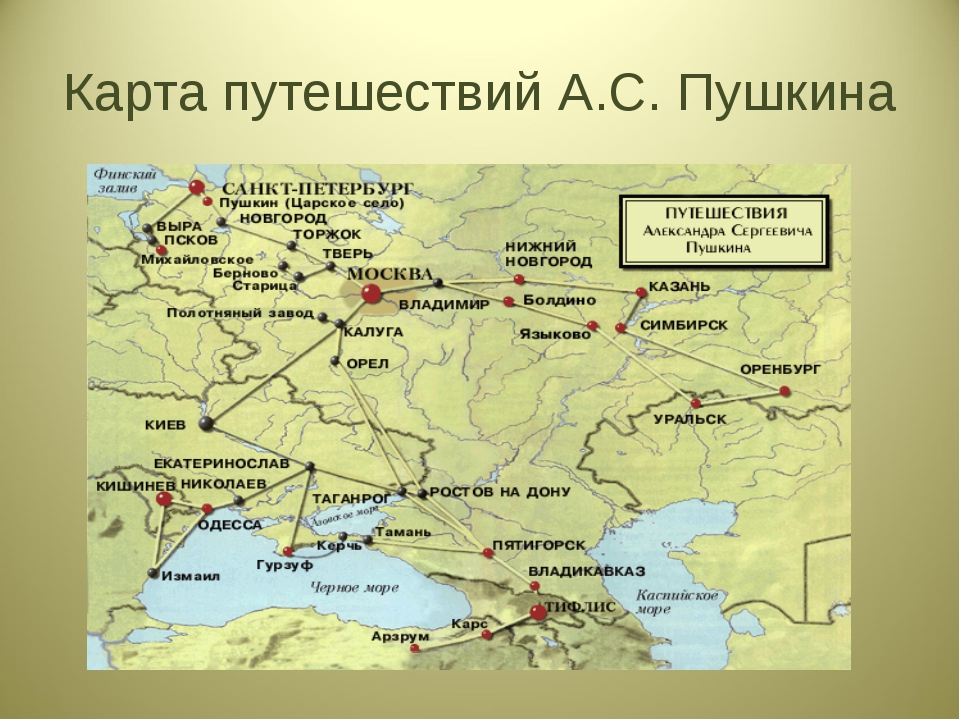 Карта путешествий А.С. Пушкина
Финский
залив
САНКТ-ПЕТЕРБУРГ
Пушкин (Царское село)
НОВГОРОД
ВЫРА
ПСКОВ
ТОРЖОК
Михайловское
ТВЕРЬ
Берново
Старица
МОСКВА
НИЖНИЙ
НОВГОРОД
ПУТЕШЕСТВИЯ
Александра Сергеевича
Пушкина
КАЗАНЬ
ВЛАДИМИР
Болдино
Полотняный завод
КАЛУГА
Языково
СИМБИРСК
ОРЕЛ
ОРЕНБУРГ
УРАЛЬСК
КИЕВ
ЕКАТЕРИНОСЛАВ
КИШИНЕВ
НИКОЛАЕВ
ТАГАНРОГ
РОСТОВ НА ДОНУ
ОДЕССА
Азовское море
Тамань
Керчь
ПЯТИГОРСК
Гурзуф
Измаил
ВЛАДИКАВКАЗ
Черное море
Каспийское
море
ТИФЛИС
Карс
Арзрум